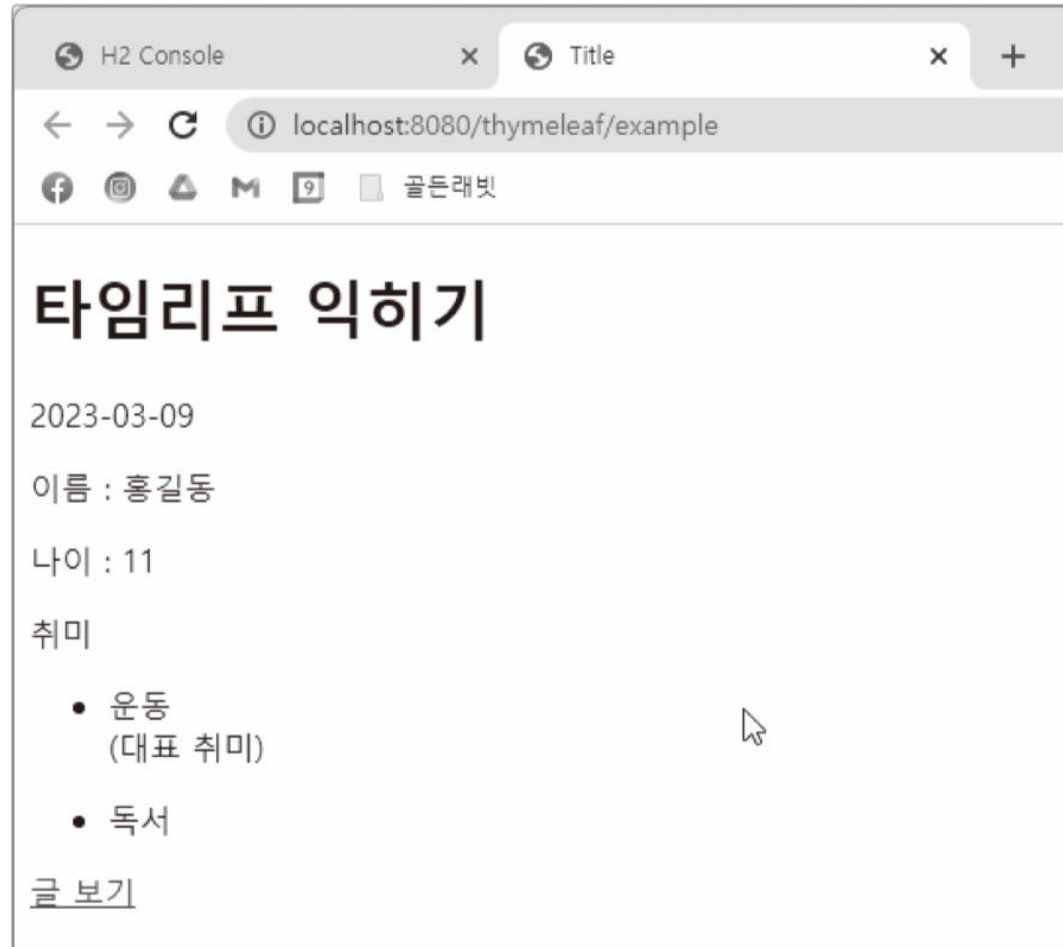 H2 Console
Title
localhost:8080/thymeleaf/example
9
골든래빗
타임리프 익히기
2023-03-09
이름 : 홍길동
나이 : 11
취미
• 운동
(대표 취미)
• 독서
글 보기